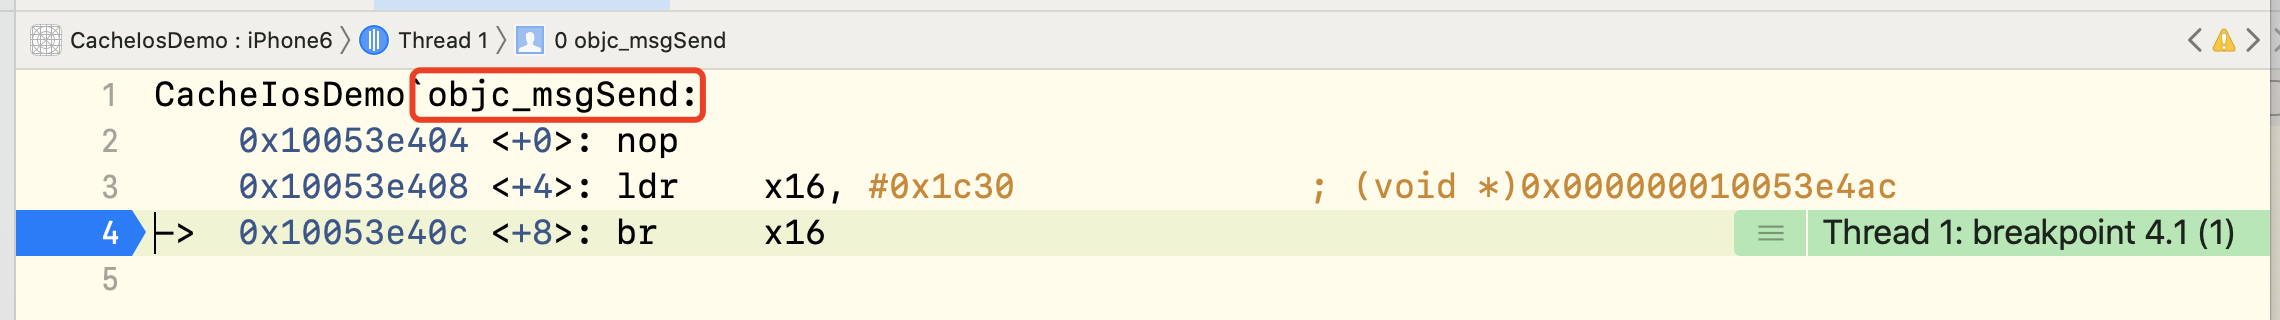 CacheIosDemo : iPhone6 〉 Thread 1 〉 0 objc_msgSend
1 CacheIosDemo`objc_msgSend:
2 0x10053e404 <+0>: nop
3 0x10053e408 <+4>: ldr x16, #0x1c30 ; (void *)0x000000010053e4ac
4 -> 0x10053e40c <+8>: br x16 Thread 1: breakpoint 4.1 (1)
5